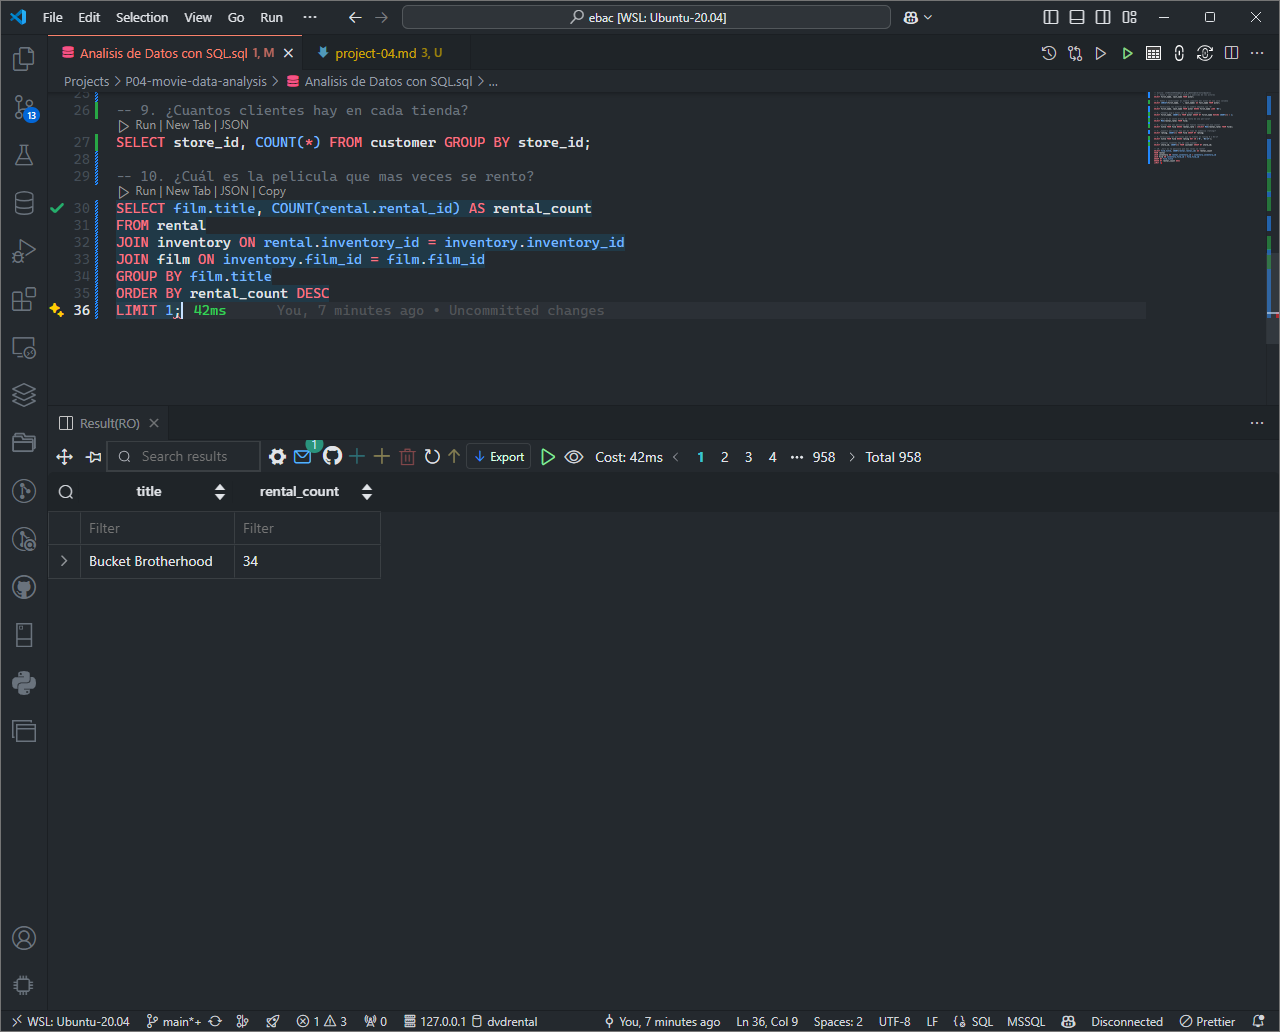 File Edit Selection View Go Run ··· ebac [WSL: Ubuntu-20.04]
Analisis de Datos con SQL.sql 1, M project-04.md 3, U
Projects > P04-movie-data-analysis > Analisis de Datos con SQL.sql > ...
25
26 -- 9. ¿Cuantos clientes hay en cada tienda?
Run | New Tab | JSON
27 SELECT store_id, COUNT(*) FROM customer GROUP BY store_id;
28
29 -- 10. ¿Cuál es la pelicula que mas veces se rento?
Run | New Tab | JSON | Copy
30 SELECT film.title, COUNT(rental.rental_id) AS rental_count
31 FROM rental
32 JOIN inventory ON rental.inventory_id = inventory.inventory_id
33 JOIN film ON inventory.film_id = film.film_id
34 GROUP BY film.title
35 ORDER BY rental_count DESC
36 LIMIT 1; 42ms You, 7 minutes ago • Uncommitted changes
13
Result(RO)
Search results 1 Export Cost: 42ms < 1 2 3 4 ··· 958 > Total 958
title rental_count
Filter Filter
Bucket Brotherhood 34
WSL: Ubuntu-20.04 main*+ 1 3 0 127.0.0.1 dvdrental You, 7 minutes ago Ln 36, Col 9 Spaces: 2 UTF-8 LF {} SQL MSSQL Disconnected Prettier